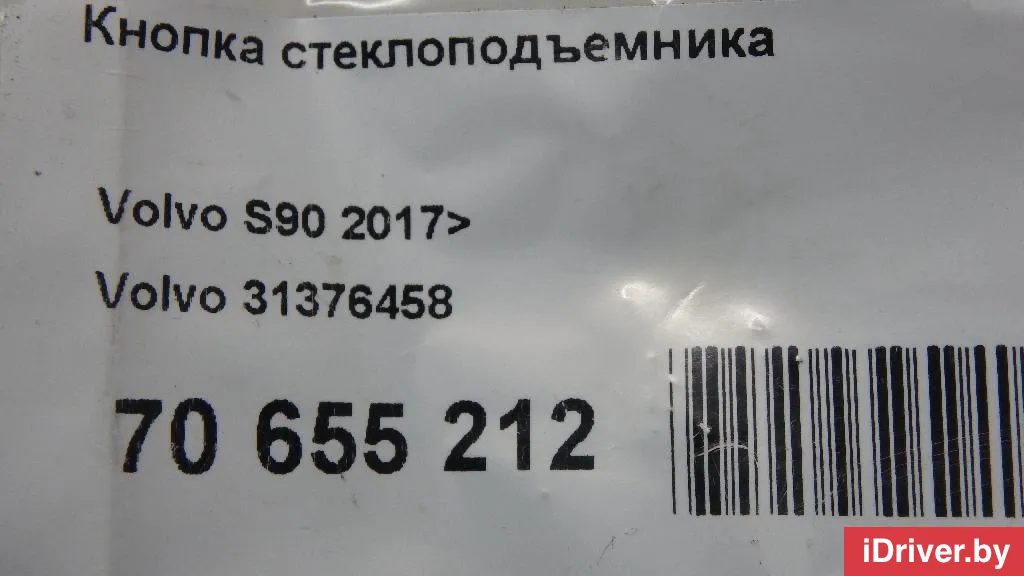 Кнопка стеклоподъемника
Volvo S90 2017>
Volvo 31376458
70 655 212
iDriver.by